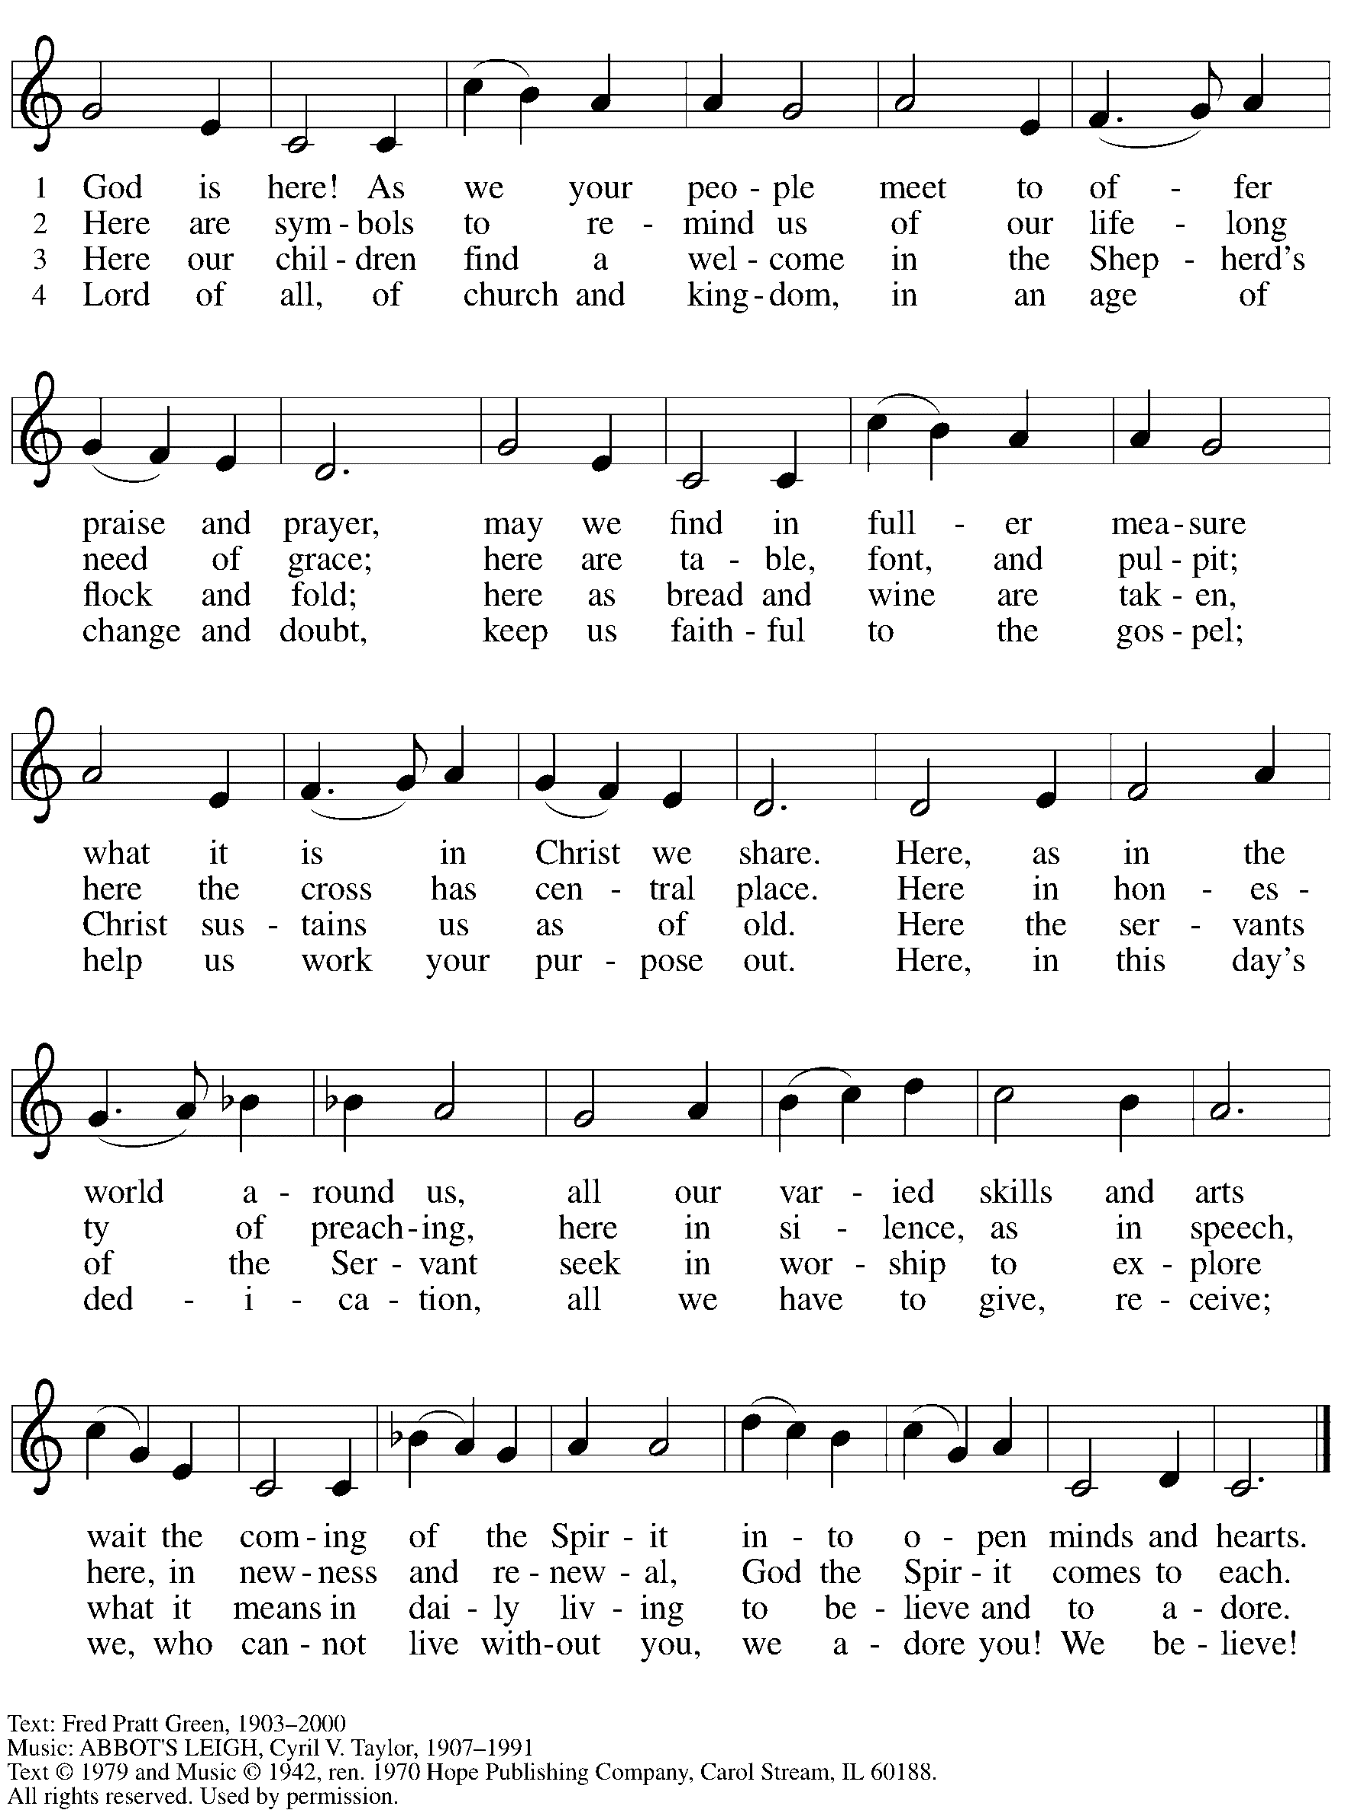 1 God is here! As we your peo - ple meet to of - fer
2 Here are sym - bols to re - mind us of our life - long
3 Here our chil - dren find a wel - come in the Shep - herd's
4 Lord of all, of church and king - dom, in an age of
praise and prayer, may we find in full - er mea - sure
need of grace; here are ta - ble, font, and pul - pit;
flock and fold; here as bread and wine are tak - en,
change and doubt, keep us faith - ful to the gos - pel;
what it is in Christ we share. Here, as in the
here the cross has cen - tral place. Here in hon - es -
Christ sus - tains us as of old. Here the ser - vants
help us work your pur - pose out. Here, in this day's
world a - round us, all our var - ied skills and arts
ty of preach - ing, here in si - lence, as in speech,
of the Ser - vant seek in wor - ship to ex - plore
ded - i - ca - tion, all we have to give, re - ceive;
wait the com - ing of the Spir - it in - to o - pen minds and hearts.
here, in new - ness and re - new - al, God the Spir - it comes to each.
what it means in dai - ly liv - ing to be - lieve and to a - dore.
we, who can - not live with - out you, we a - dore you! We be - lieve!
Text: Fred Pratt Green, 1903–2000
Music: ABBOT'S LEIGH, Cyril V. Taylor, 1907–1991
Text © 1979 and Music © 1942, ren. 1970 Hope Publishing Company, Carol Stream, IL 60188.
All rights reserved. Used by permission.